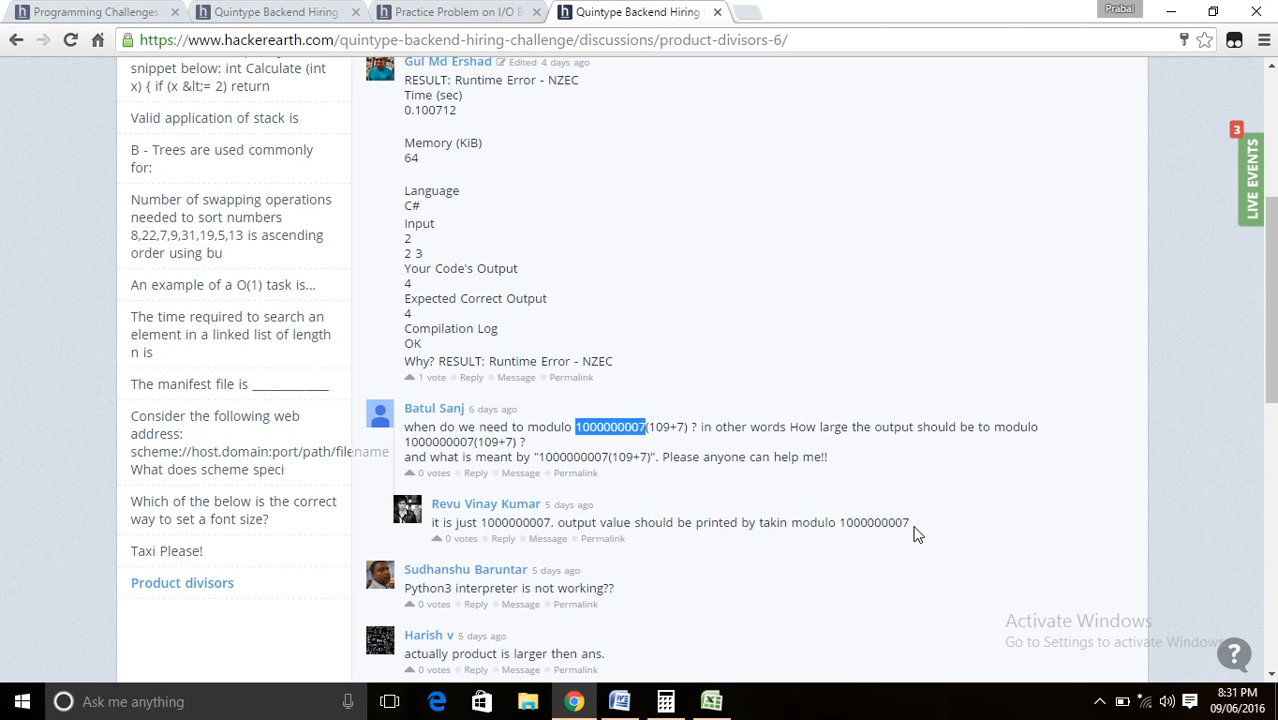 Programming Challenges
Quintype Backend Hiring
Practice Problem on I/O B
Quintype Backend Hiring
Prabal
https://www.hackerearth.com/quintype-backend-hiring-challenge/discussions/product-divisors-6/
snippet below: int Calculate (int
x) { if (x &lt;= 2) return
Valid application of stack is
B - Trees are used commonly
for:
Number of swapping operations
needed to sort numbers
8,22,7,9,31,19,5,13 is ascending
order using bu
An example of a O(1) task is...
The time required to search an
element in a linked list of length
n is
The manifest file is _____________
Consider the following web
address:
scheme://host.domain:port/path/filename
What does scheme speci
Which of the below is the correct
way to set a font size?
Taxi Please!
Product divisors
Gul Md Ershad Edited 4 days ago
RESULT: Runtime Error - NZEC
Time (sec)
0.100712
Memory (KiB)
64
Language
C#
Input
2
2 3
Your Code's Output
4
Expected Correct Output
4
Compilation Log
OK
Why? RESULT: Runtime Error - NZEC
1 vote Reply Message Permalink
Batul Sanj 6 days ago
when do we need to modulo 1000000007(109+7) ? in other words How large the output should be to modulo
1000000007(109+7) ?
and what is meant by "1000000007(109+7)". Please anyone can help me!!
0 votes Reply Message Permalink
Revu Vinay Kumar 5 days ago
it is just 1000000007. output value should be printed by takin modulo 1000000007
0 votes Reply Message Permalink
Sudhanshu Baruntar 5 days ago
Python3 interpreter is not working??
0 votes Reply Message Permalink
Harish v 5 days ago
actually product is larger then ans.
0 votes Reply Message Permalink
3
LIVE EVENTS
Activate Windows
Go to Settings to activate Windows.
?
Ask me anything
8:31 PM
09/06/2016